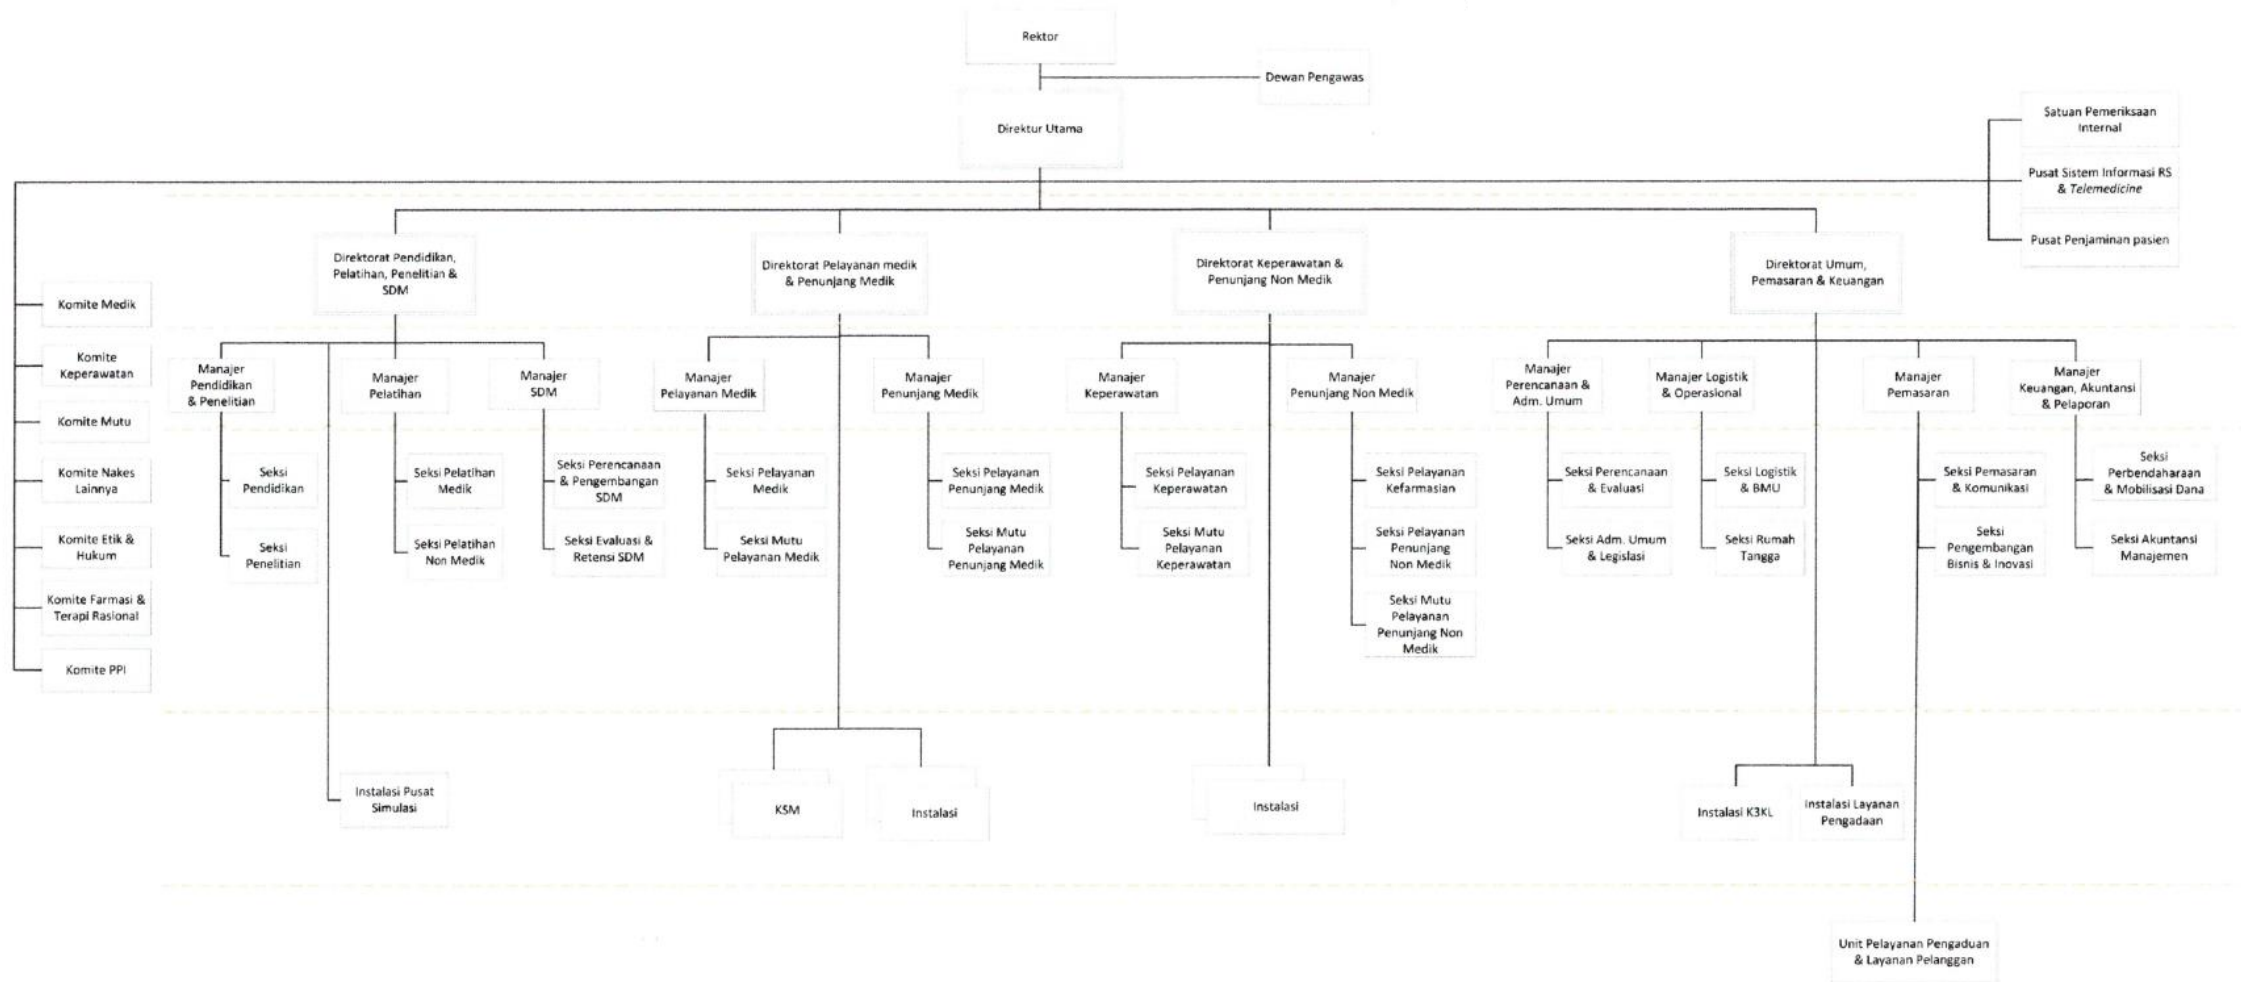 Rektor
Dewan Pengawas
Direktur Utama
Satuan Pemeriksaan
Internal
Pusat Sistem Informasi RS
& Telemedicine
Pusat Penjaminan pasien
Direktorat Pendidikan,
Pelatihan, Penelitian &
SDM
Direktorat Pelayanan medik
& Penunjang Medik
Direktorat Keperawatan &
Penunjang Non Medik
Direktorat Umum,
Pemasaran & Keuangan
Komite Medik
Komite
Keperawatan
Komite Mutu
Komite Nakes
Lainnya
Komite Etik &
Hukum
Komite Farmasi &
Terapi Rasional
Komite PPI
Manajer
Pendidikan
& Penelitian
Manajer
Pelatihan
Manajer
SDM
Manajer
Pelayanan Medik
Manajer
Penunjang Medik
Manajer
Keperawatan
Manajer
Penunjang Non Medik
Manajer
Perencanaan &
Adm. Umum
Manajer Logistik
& Operasional
Manajer
Pemasaran
Manajer
Keuangan, Akuntansi
& Pelaporan
Seksi
Pendidikan
Seksi
Penelitian
Seksi Pelatihan
Medik
Seksi Pelatihan
Non Medik
Seksi Perencanaan
& Pengembangan
SDM
Seksi Evaluasi &
Retensi SDM
Seksi Pelayanan
Medik
Seksi Mutu
Pelayanan Medik
Seksi Pelayanan
Penunjang Medik
Seksi Mutu
Pelayanan
Penunjang Medik
Seksi Pelayanan
Keperawatan
Seksi Mutu
Pelayanan
Keperawatan
Seksi Pelayanan
Kefarmasian
Seksi Pelayanan
Penunjang
Non Medik
Seksi Mutu
Pelayanan
Penunjang Non
Medik
Seksi Perencanaan
& Evaluasi
Seksi Adm. Umum
& Legislasi
Seksi Logistik
& BMU
Seksi Rumah
Tangga
Seksi Pemasaran
& Komunikasi
Seksi
Pengembangan
Bisnis & Inovasi
Seksi
Perbendaharaan
& Mobilisasi Dana
Seksi Akuntansi
Manajemen
Instalasi Pusat
Simulasi
KSM
Instalasi
Instalasi
Instalasi K3KL
Instalasi Layanan
Pengadaan
Unit Pelayanan Pengaduan
& Layanan Pelanggan